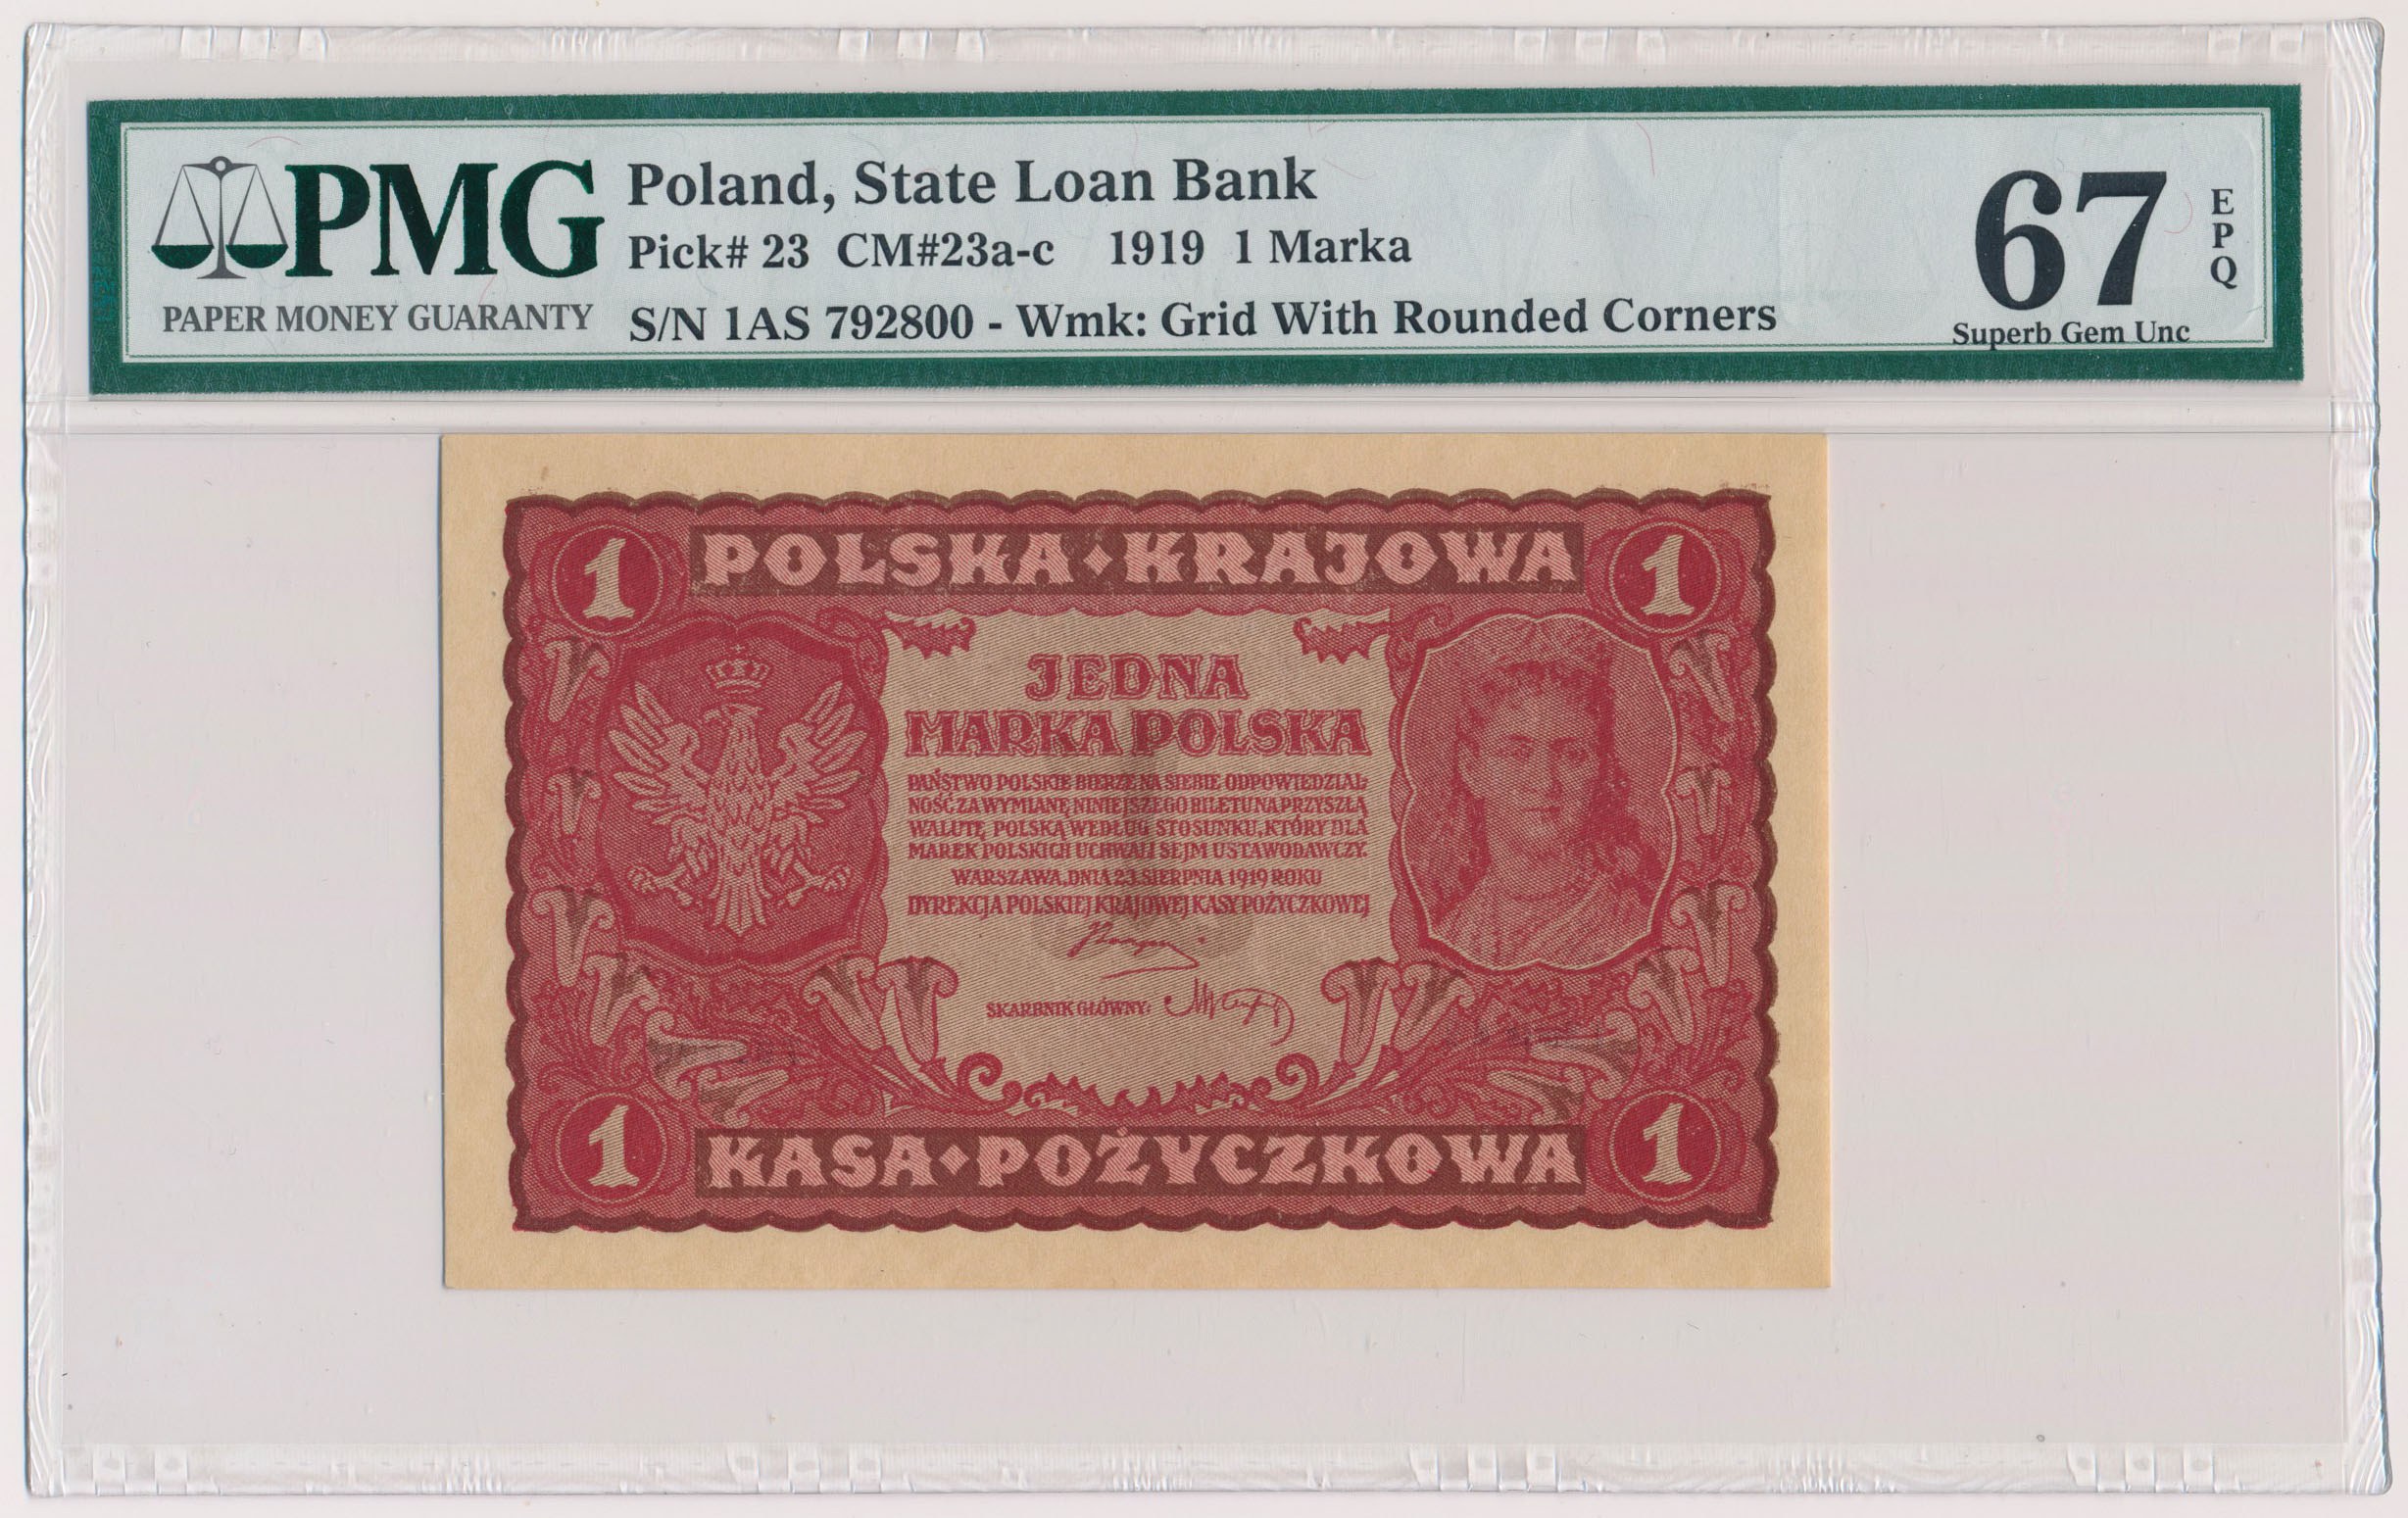 PMG
PAPER MONEY GUARANTY
Poland, State Loan Bank
Pick# 23 CM#23a-c 1919 1 Marka
S/N 1AS 792800 - Wmk: Grid With Rounded Corners
67
EPQ
Superb Gem Unc
1 POLSKA • KRAJOWA 1
JEDNA
MARKA POLSKA
PAŃSTWO POLSKIE BIERZE NA SIEBIE ODPOWIEDZIAL-
NOŚĆ ZA WYMIANĘ NINIEJSZEGO BILETU NA PRZYSZŁĄ
WALUTĘ POLSKĄ WEDŁUG STOSUNKU, KTÓRY DLA
MAREK POLSKICH UCHWALI SEJM USTAWODAWCZY.
WARSZAWA, DNIA 23 SIERPNIA 1919 ROKU
DYREKCJA POLSKIEJ KRAJOWEJ KASY POŻYCZKOWEJ
SKARBNIK GŁÓWNY:
1 KASA • POŻYCZKOWA 1